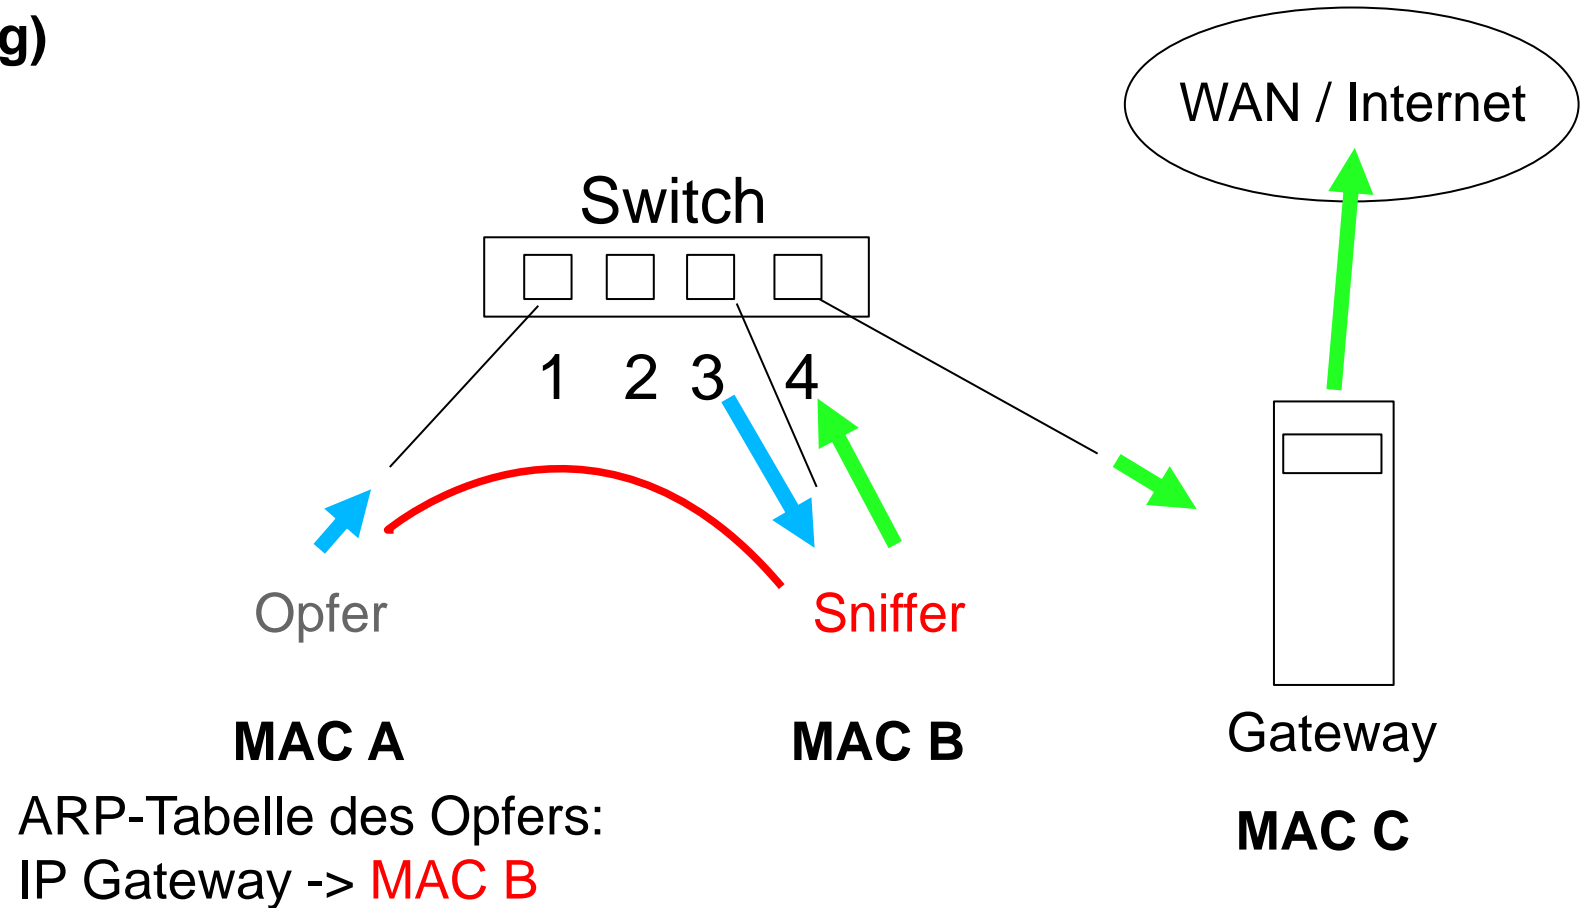 g)
WAN / Internet
Switch
1 2 3 4
Opfer
Sniffer
MAC A
MAC B
Gateway
MAC C
ARP-Tabelle des Opfers:
IP Gateway -> MAC B